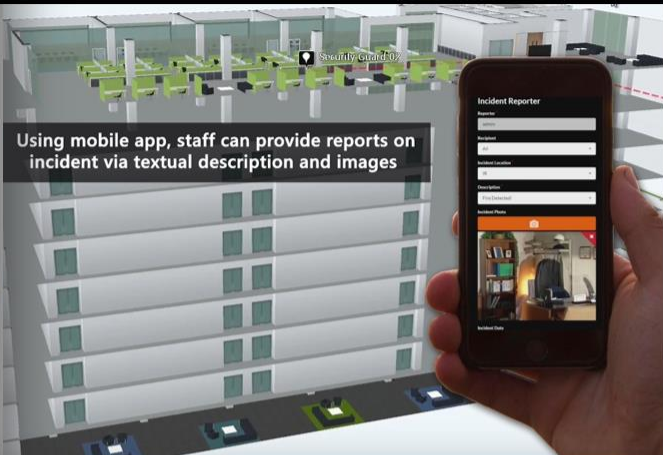 Security Guard 02
Using mobile app, staff can provide reports on
incident via textual description and images
Incident Reporter
Reporter
admin
Recipient
All
Incident Location
Description
Fire Detected
Incident Photo
Incident Date